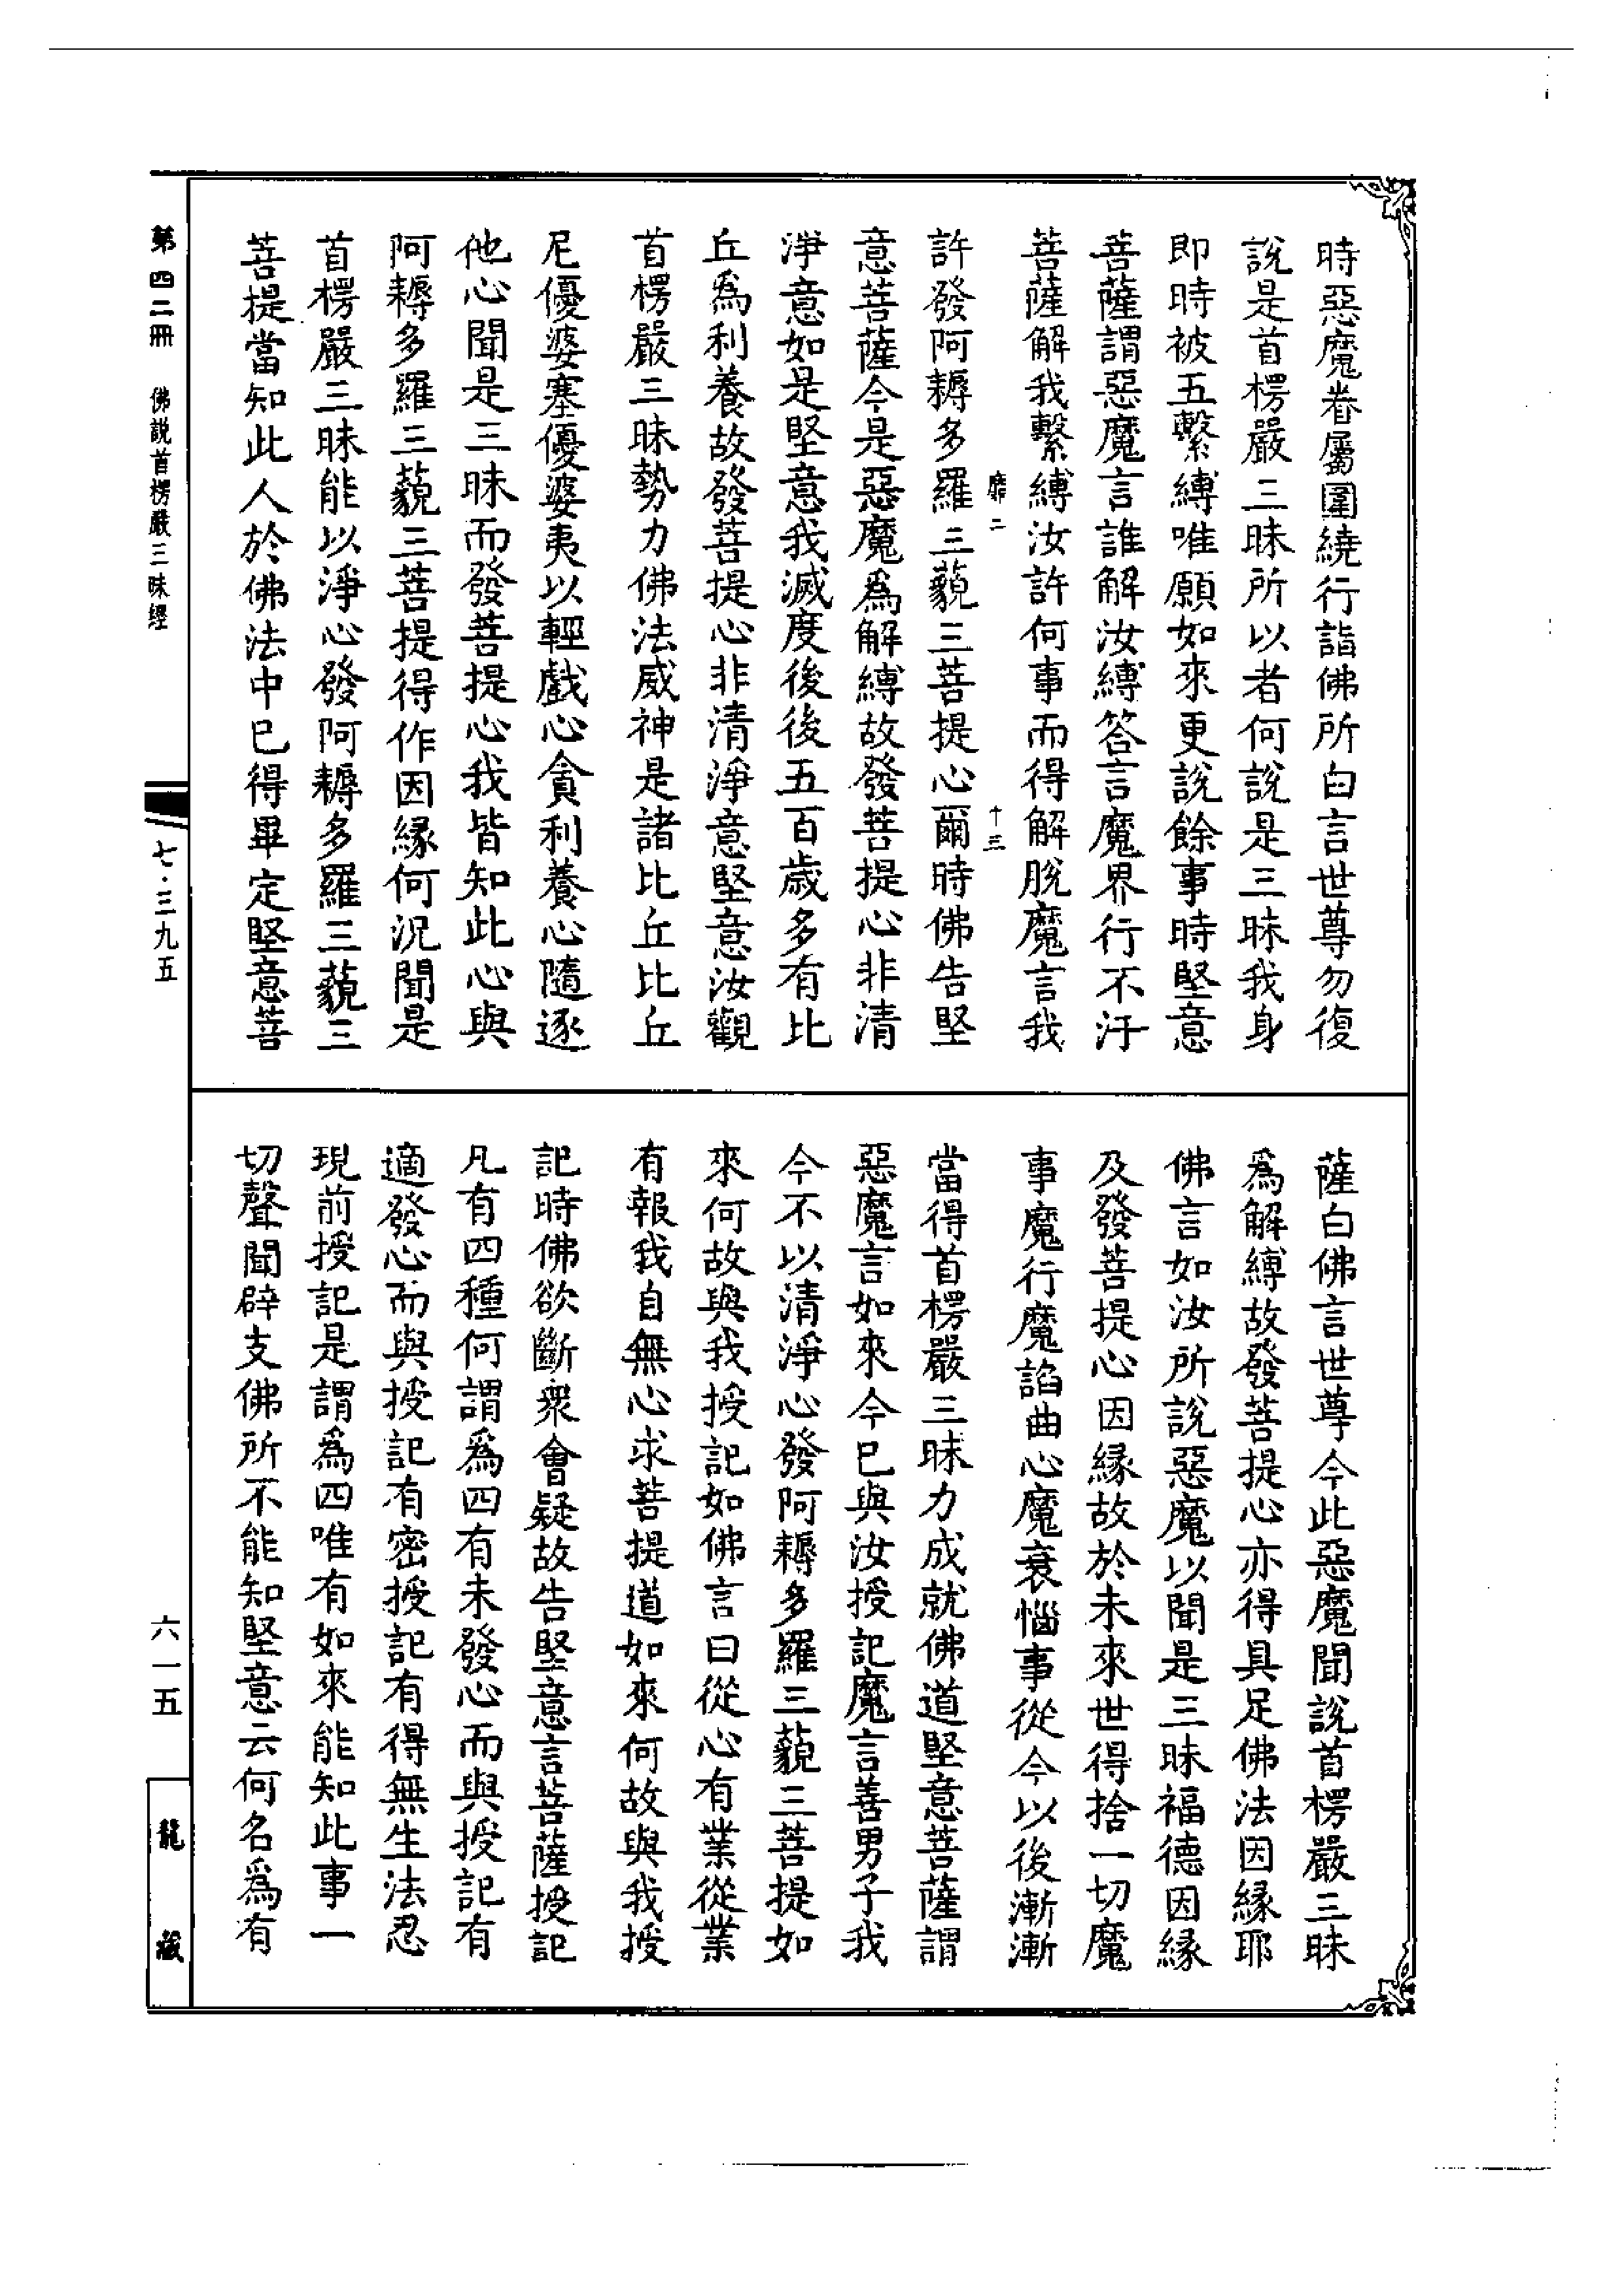 時惡魔眷屬圍繞行詣佛所白言世尊勿復
說是首楞嚴三昧所以者何說是三昧我身
即時被五繫縛唯願如來更說餘事時堅意
菩薩謂惡魔言誰解汝縛答言魔界行不汙
菩薩解我繫縛汝許何事而得解脫魔言我
靡二 十三
許發阿耨多羅三藐三菩提心爾時佛告堅
意菩薩今是惡魔爲解縛故發菩提心非清
淨意如是堅意我滅度後後五百歲多有比
丘爲利養故發菩提心非清淨意堅意汝觀
首楞嚴三昧勢力佛法威神是諸比丘比丘
尼優婆塞優婆夷以輕戲心貪利養心隨逐
他心聞是三昧而發菩提心我皆知此心與
阿耨多羅三藐三菩提得作因緣何況聞是
首楞嚴三昧能以淨心發阿耨多羅三藐三
菩提當知此人於佛法中已得畢定堅意菩
薩白佛言世尊今此惡魔聞說首楞嚴三昧
爲解縛故發菩提心亦得具足佛法因緣耶
佛言如汝所說惡魔以聞是三昧福德因緣
及發菩提心因緣故於未來世得捨一切魔
事魔行魔諂曲心魔衰惱事從今以後漸漸
當得首楞嚴三昧力成就佛道堅意菩薩謂
惡魔言如來今已與汝授記魔言善男子我
今不以清淨心發阿耨多羅三藐三菩提如
來何故與我授記如佛言曰從心有業從業
有報我自無心求菩提道如來何故與我授
記時佛欲斷衆會疑故告堅意言菩薩授記
凡有四種何謂爲四有未發心而與授記有
適發心而與授記有密授記有得無生法忍
現前授記是謂爲四唯有如來能知此事一
切聲聞辟支佛所不能知堅意云何名爲有
第四二冊 佛說首楞嚴三昧經
七·三九五
六一五
龍藏